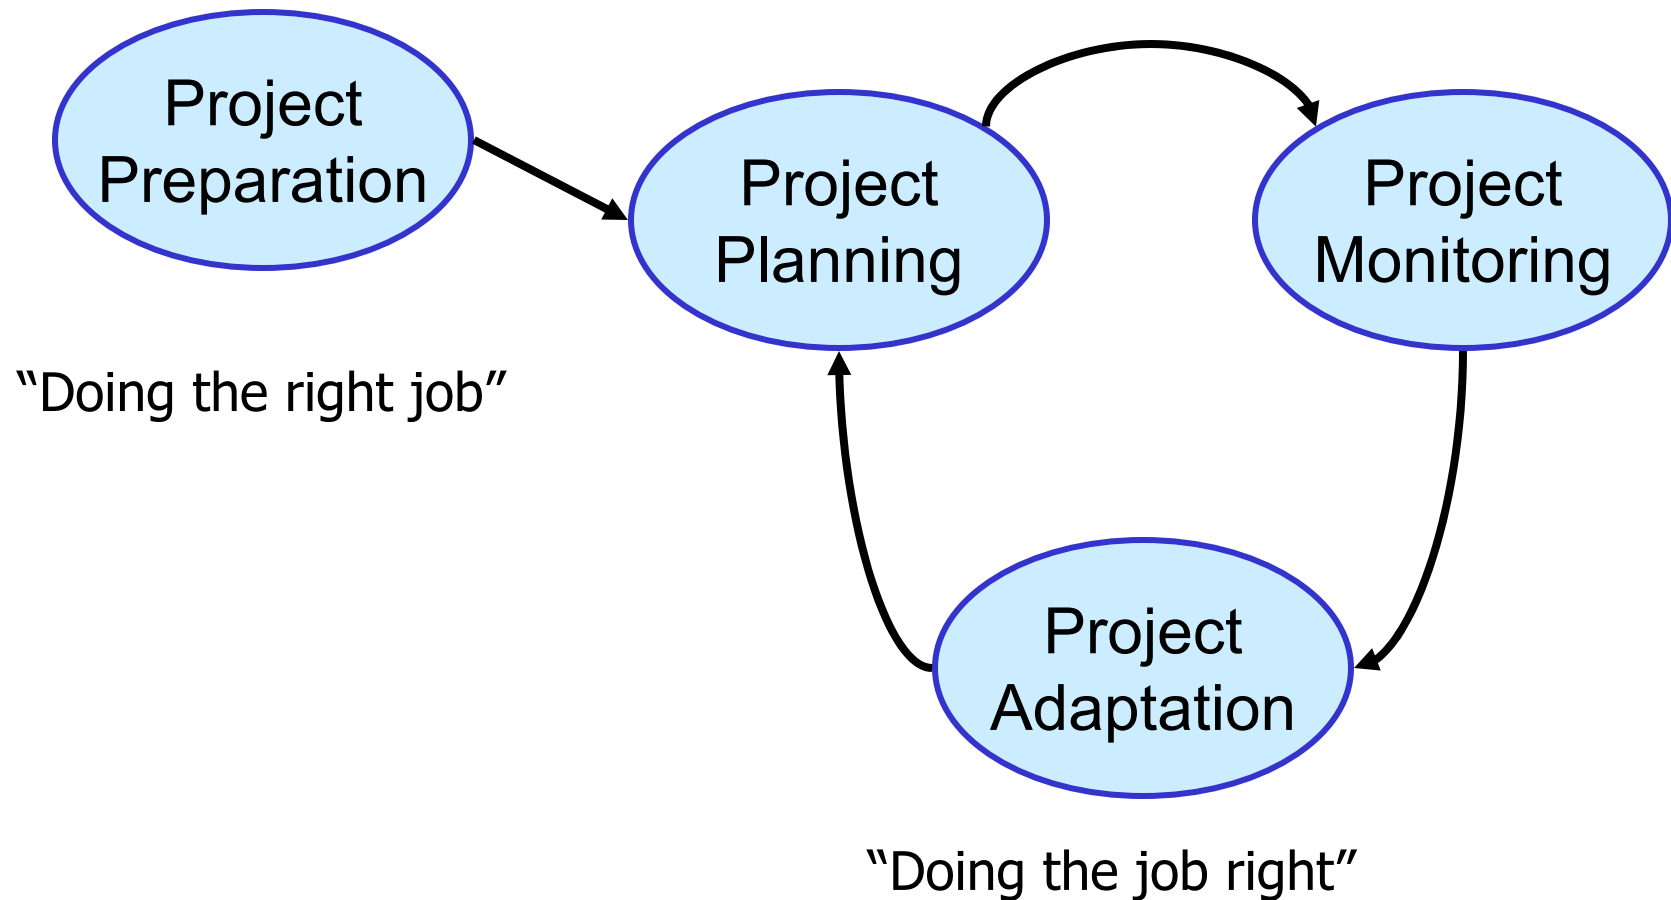 Project
Preparation
Project
Planning
Project
Monitoring
“Doing the right job”
Project
Adaptation
“Doing the job right”